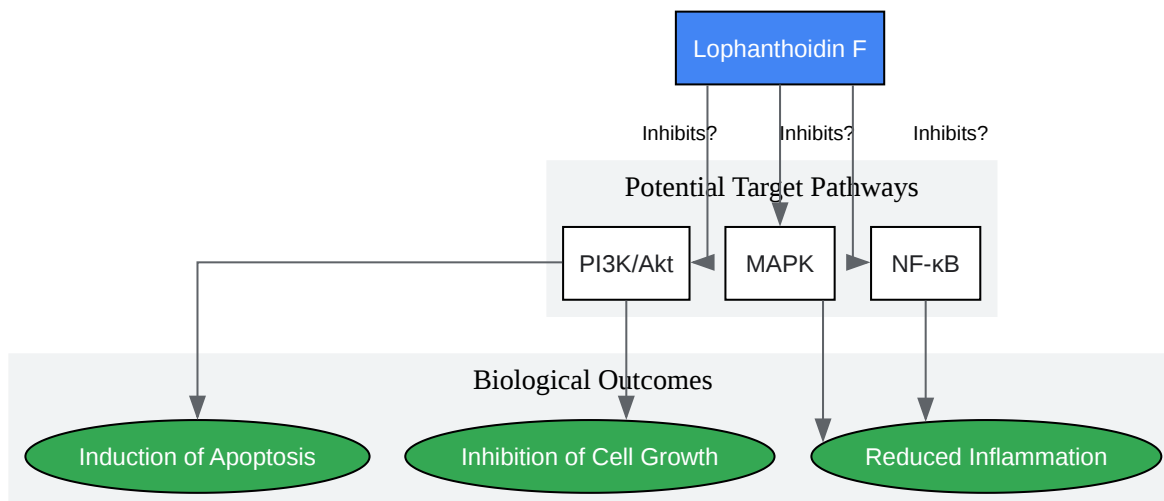 Lophanthoidin F
Inhibits?
Inhibits?
Inhibits?
Potential Target Pathways
PI3K/Akt
MAPK
NF-κB
Biological Outcomes
Induction of Apoptosis
Inhibition of Cell Growth
Reduced Inflammation